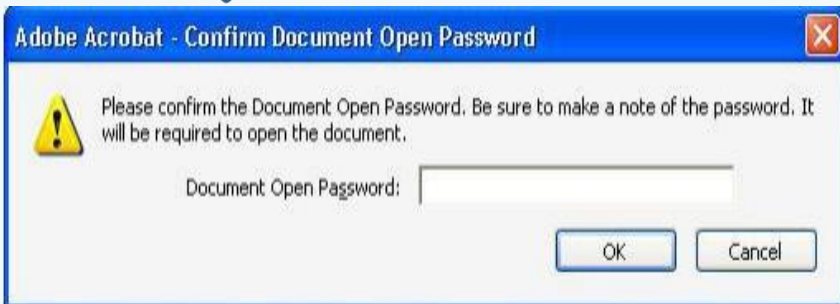 Adobe Acrobat - Confirm Document Open Password
Please confirm the Document Open Password. Be sure to make a note of the password. It
will be required to open the document.
Document Open Password:
OK Cancel